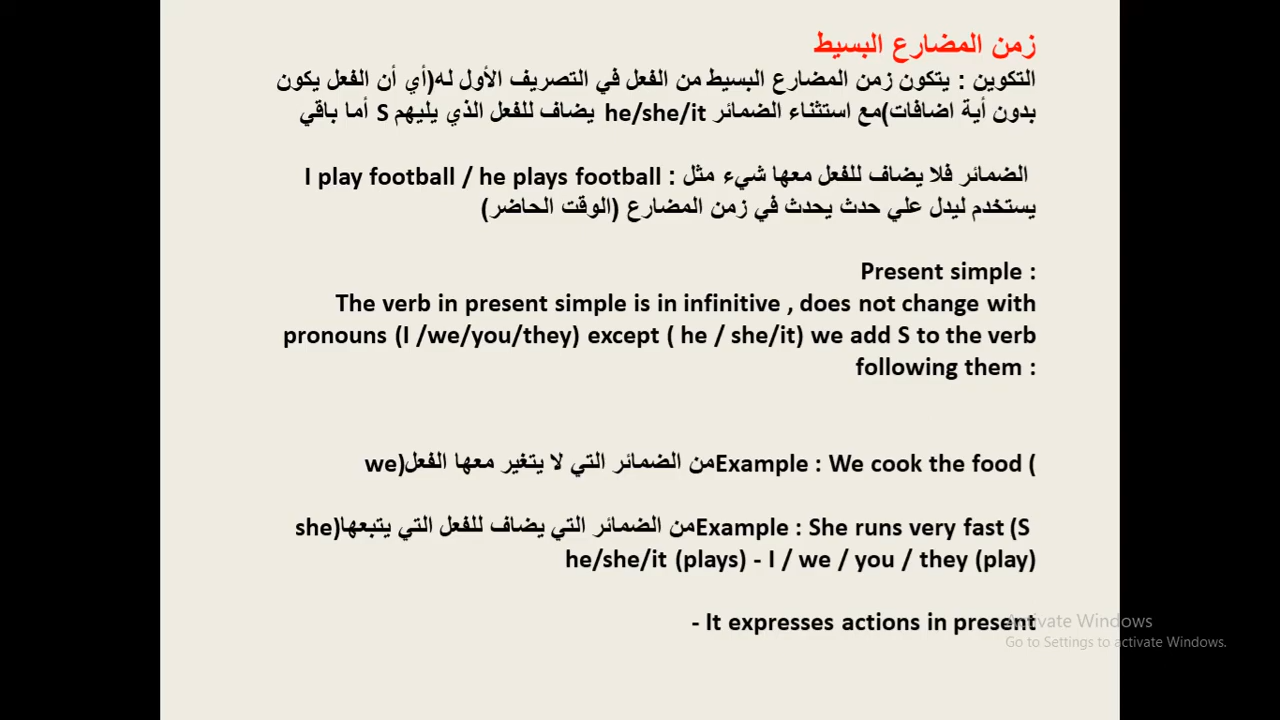 زمن المضارع البسيط
التكوين : يتكون زمن المضارع البسيط من الفعل في التصريف الأول له(أي أن الفعل يكون
بدون أية اضافات)مع استثناء الضمائر he/she/it يضاف للفعل الذي يليهم S أما باقي
الضمائر فلا يضاف للفعل معها شيء مثل : I play football / he plays football
يستخدم ليدل علي حدث يحدث في زمن المضارع (الوقت الحاضر)
Present simple :
The verb in present simple is in infinitive , does not change with
pronouns (I /we/you/they) except ( he / she/it) we add S to the verb
following them :
Example : We cook the food (من الضمائر التي لا يتغير معها الفعل(we
Example : She runs very fast (S من الضمائر التي يضاف للفعل التي يتبعها(she
he/she/it (plays) - I / we / you / they (play)
- It expresses actions in present
Activate Windows
Go to Settings to activate Windows.